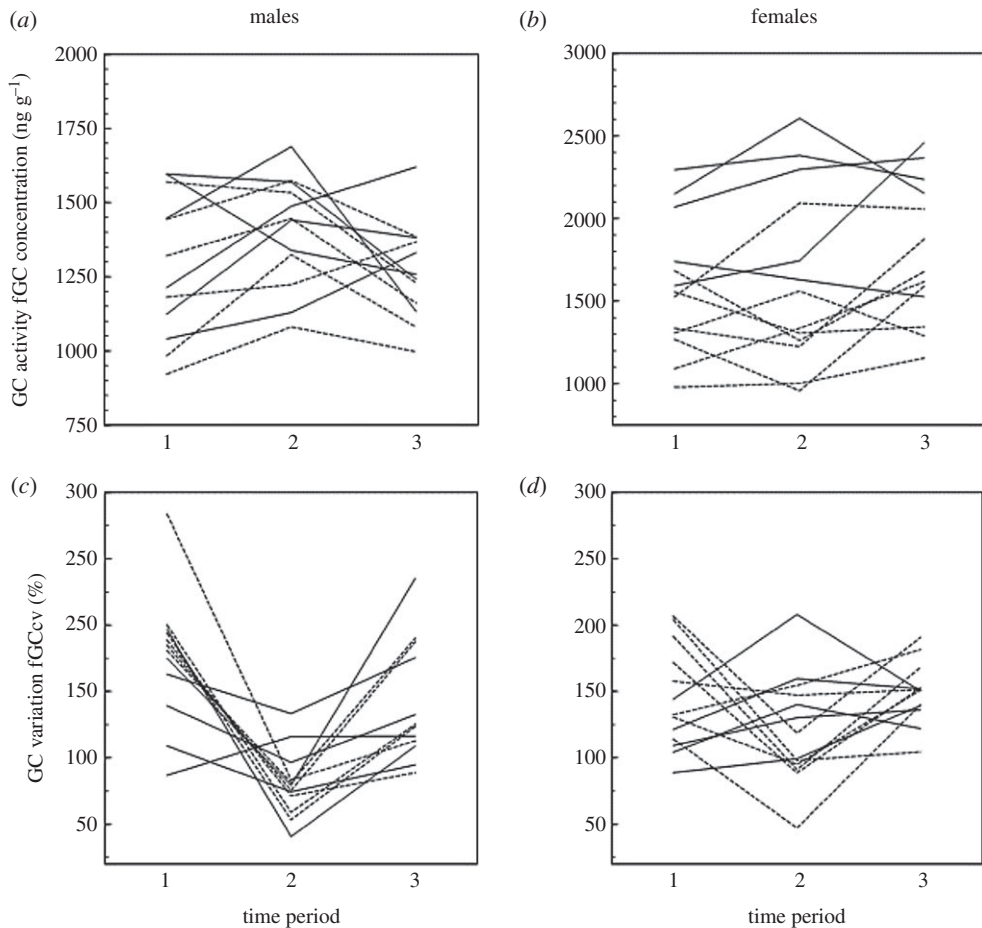 (a) males
GC activity fGC concentration (ng g⁻¹)
2000
1750
1500
1250
1000
750
1 2 3
(b) females
3000
2500
2000
1500
1000
1 2 3
(c)
GC variation fGCcv (%)
300
250
150
100
50
1 2 3
time period
(d)
300
250
200
150
100
50
1 2 3
time period